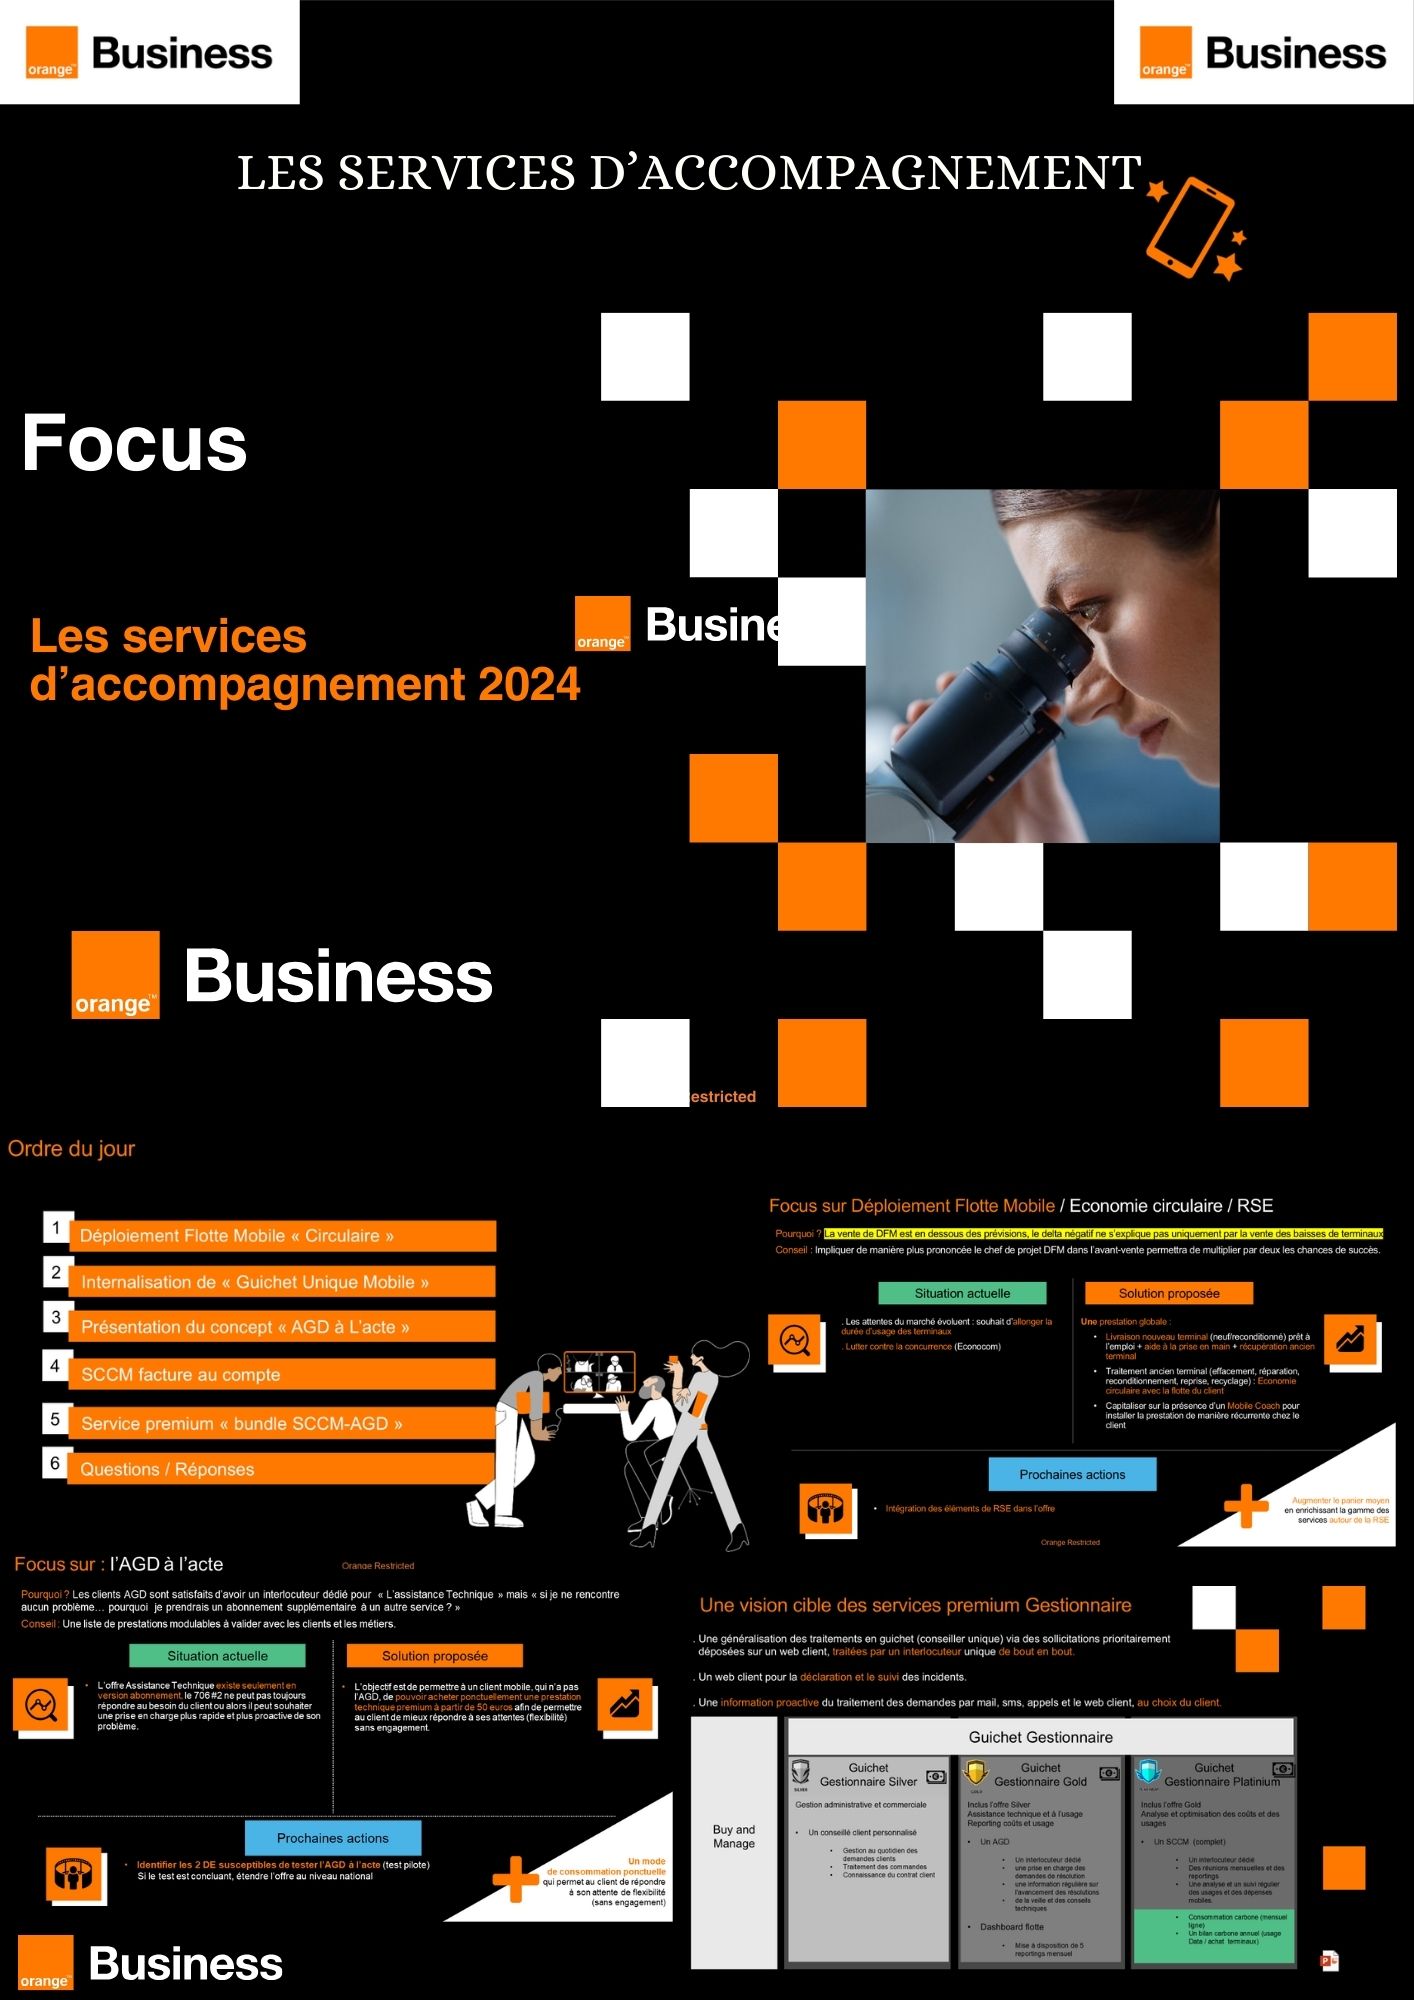 orange™ Business
orange™ Business
LES SERVICES D’ACCOMPAGNEMENT
Focus
Les services
d’accompagnement 2024
orange™ Busine
orange™ Business
estricted
Ordre du jour
1 Déploiement Flotte Mobile « Circulaire »
2 Internalisation de « Guichet Unique Mobile »
3 Présentation du concept « AGD à L’acte »
4 SCCM facture au compte
5 Service premium « bundle SCCM-AGD »
6 Questions / Réponses
Orange Restricted
Focus sur Déploiement Flotte Mobile / Economie circulaire / RSE
Pourquoi ? La vente de DFM est en dessous des prévisions, le delta négatif ne s’explique pas uniquement par la vente des baisses de terminaux
Conseil : Impliquer de manière plus prononcée le chef de projet DFM dans l’avant-vente permettra de multiplier par deux les chances de succès.
Situation actuelle
. Les attentes du marché évoluent : souhait d’allonger la
durée d’usage des terminaux
. Lutter contre la concurrence (Econocom)
Solution proposée
Une prestation globale :
• Livraison nouveau terminal (neuf/reconditionné) prêt à
l’emploi + aide à la prise en main + récupération ancien
terminal
• Traitement ancien terminal (effacement, réparation,
reconditionnement, reprise, recyclage) : Economie
circulaire avec la flotte du client
• Capitaliser sur la présence d’un Mobile Coach pour
installer la prestation de manière récurrente chez le
client
Prochaines actions
• Intégration des éléments de RSE dans l’offre
Augmenter le panier moyen
en enrichissant la gamme des
services autour de la RSE
Orange Restricted
Focus sur : l’AGD à l’acte
Pourquoi ? Les clients AGD sont satisfaits d’avoir un interlocuteur dédié pour « L’assistance Technique » mais « si je ne rencontre
aucun problème… pourquoi je prendrais un abonnement supplémentaire à un autre service ? »
Conseil : Une liste de prestations modulables à valider avec les clients et les métiers.
Situation actuelle
• L’offre Assistance Technique existe seulement en
version abonnement, le 706#2 ne peut pas toujours
répondre au besoin du client ou alors il peut souhaiter
une prise en charge plus rapide et plus proactive de son
problème.
Solution proposée
• L’objectif est de permettre à un client mobile, qui n’a pas
l’AGD, de pouvoir acheter ponctuellement une prestation
technique premium à partir de 50 euros afin de permettre
au client de mieux répondre à ses attentes (flexibilité)
sans engagement.
Prochaines actions
• Identifier les 2 DE susceptibles de tester l’AGD à l’acte (test pilote)
Si le test est concluant, étendre l’offre au niveau national
Un mode
de consommation ponctuelle
qui permet au client de répondre
à son attente de flexibilité
(sans engagement)
orange™ Business
Une vision cible des services premium Gestionnaire
. Une généralisation des traitements en guichet (conseiller unique) via des sollicitations prioritairement
déposées sur un web client, traitées par un interlocuteur unique de bout en bout.
. Un web client pour la déclaration et le suivi des incidents.
. Une information proactive du traitement des demandes par mail, sms, appels et le web client, au choix du client.
Guichet Gestionnaire
Buy and
Manage
Guichet
Gestionnaire Silver
SILVER
Gestion administrative et commerciale
• Un conseillé client personnalisé
• Gestion au quotidien des
demandes clients
• Traitement des commandes
• Connaissance du contrat client
Guichet
Gestionnaire Gold
GOLD
Inclus l’offre Silver
Assistance technique et à l’usage
Reporting coûts et usage
• Un AGD
• Un interlocuteur dédié
• une prise en charge des
demandes de résolution
• une information régulière sur
l’avancement des résolutions
• de la veille et des conseils
techniques
• Dashboard flotte
• Mise à disposition de 5
reportings mensuel
Guichet
Gestionnaire Platinium
Inclus l’offre Gold
Analyse et optimisation des coûts et des
usages
• Un SCCM (complet)
• Un interlocuteur dédié
• Des réunions mensuelles et des
reportings
• Une analyse et un suivi régulier
des usages et des dépenses
mobiles.
• Consommation carbone (mensuel
ligne)
• Un bilan carbone annuel (usage
Data / achat terminaux)